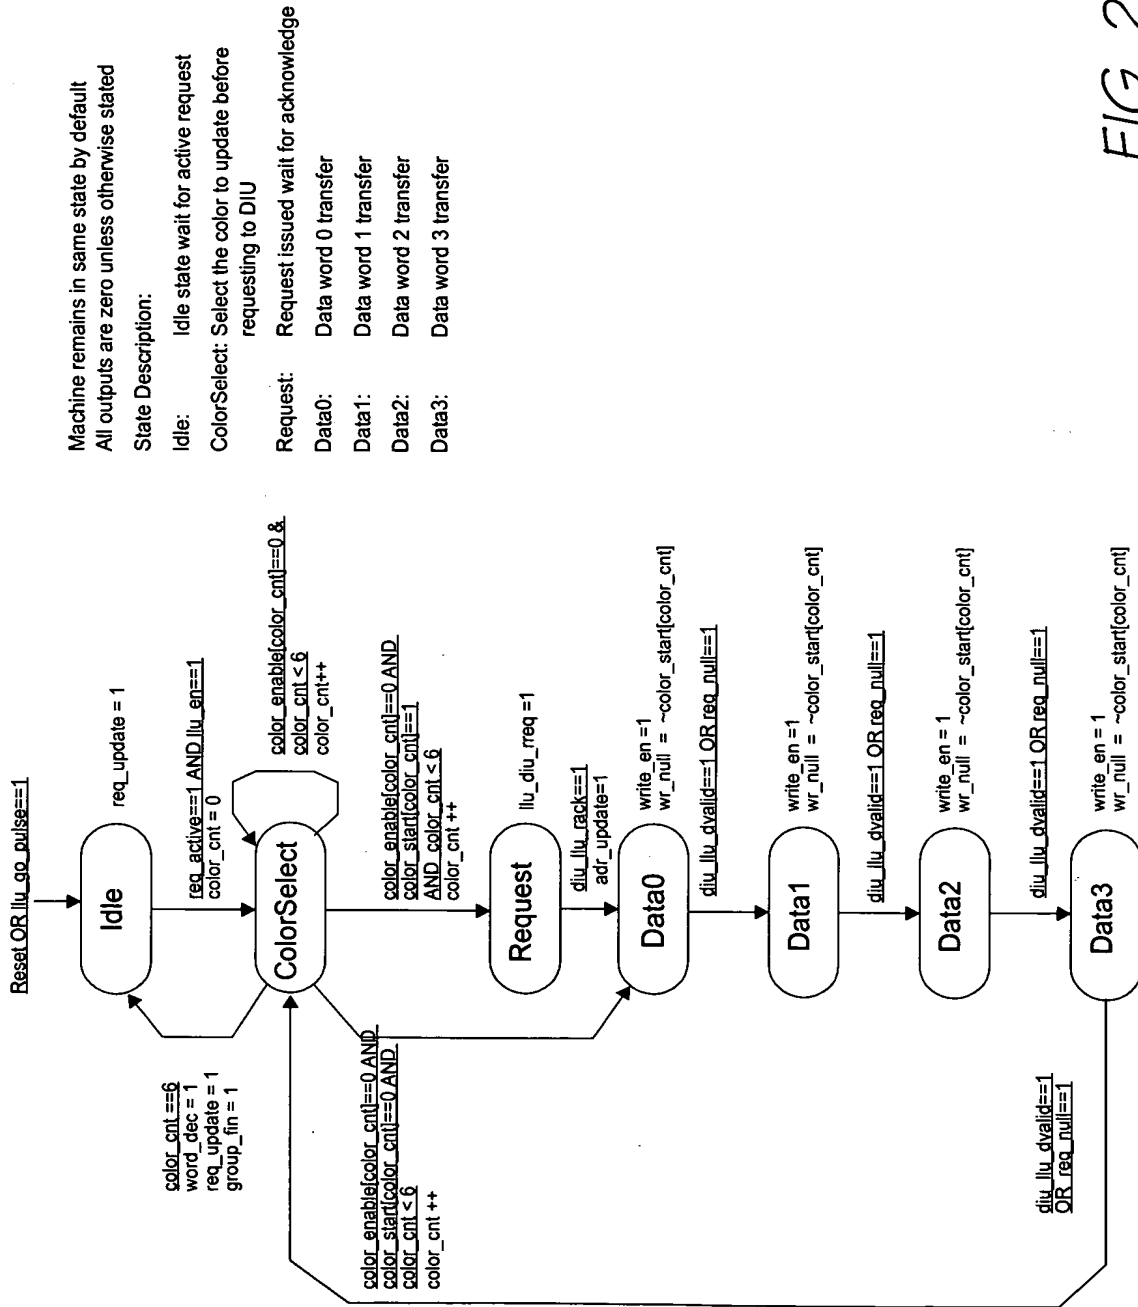 Reset OR llu_go_pulse==1
Idle
req_update = 1
req_active==1 AND llu_en==1
color_cnt = 0
color_cnt ==6
word_dec = 1
req_update = 1
group_fin = 1
ColorSelect
color_enable[color_cnt]==0 &
color_cnt < 6
color_cnt++
color_enable[color_cnt]==0 AND
color_start[color_cnt]==1
AND color_cnt < 6
color_cnt ++
color_enable[color_cnt]==0 AND
color_start[color_cnt]==0 AND
color_cnt < 6
color_cnt ++
Request
llu_diu_rreq =1
diu_llu_rack==1
adr_update=1
Data0
write_en =1
wr_null = ~color_start[color_cnt]
diu_llu_dvalid==1 OR req_null==1
Data1
write_en =1
wr_null = ~color_start[color_cnt]
diu_llu_dvalid==1 OR req_null==1
Data2
write_en = 1
wr_null = ~color_start[color_cnt]
diu_llu_dvalid==1 OR req_null==1
Data3
write_en = 1
wr_null = ~color_start[color_cnt]
diu_llu_dvalid==1
OR req_null==1
Machine remains in same state by default
All outputs are zero unless otherwise stated
State Description:
Idle: Idle state wait for active request
ColorSelect: Select the color to update before
requesting to DIU
Request: Request issued wait for acknowledge
Data0: Data word 0 transfer
Data1: Data word 1 transfer
Data2: Data word 2 transfer
Data3: Data word 3 transfer
FIG. 2